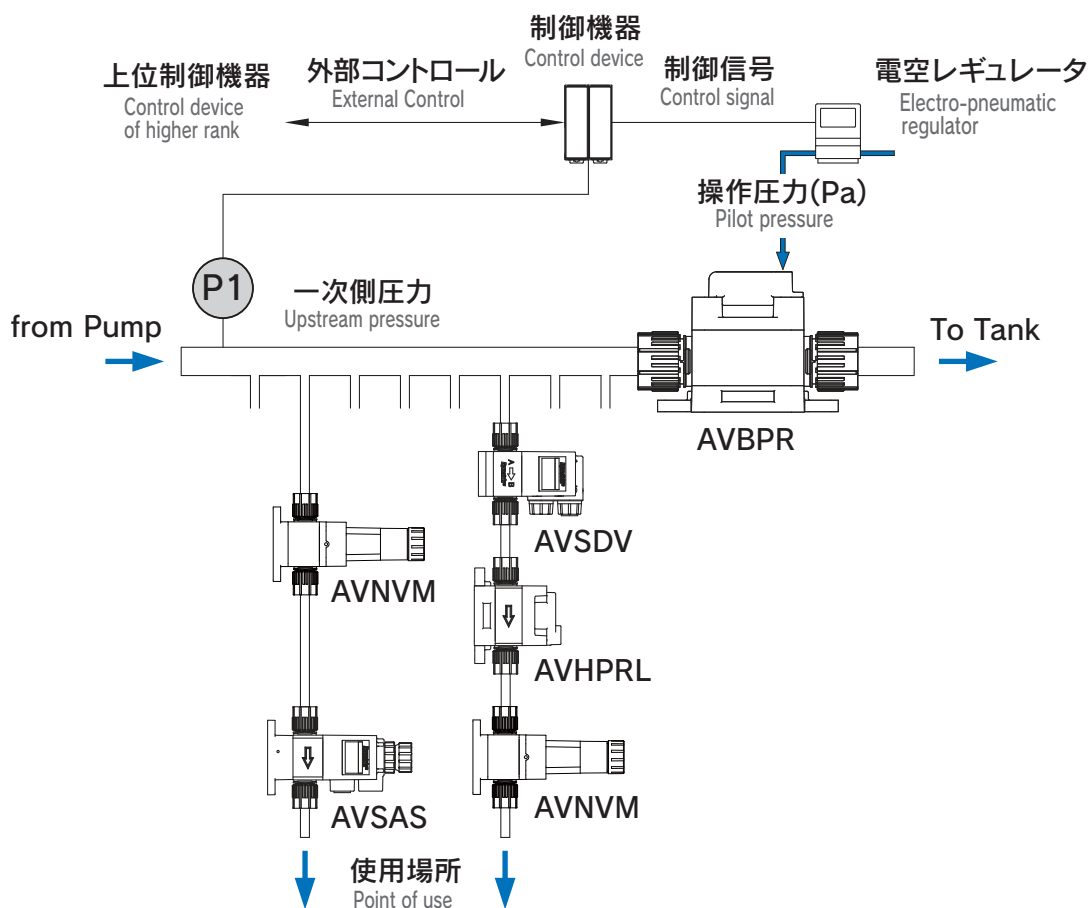 制御機器
Control device
上位制御機器
Control device
of higher rank
外部コントロール
External Control
制御信号
Control signal
電空レギュレータ
Electro-pneumatic
regulator
操作圧力(Pa)
Pilot pressure
P1
一次側圧力
Upstream pressure
from Pump
To Tank
AVBPR
A⇨B
AVSDV
AVNVM
AVHPRL
AVSAS
AVNVM
使用場所
Point of use